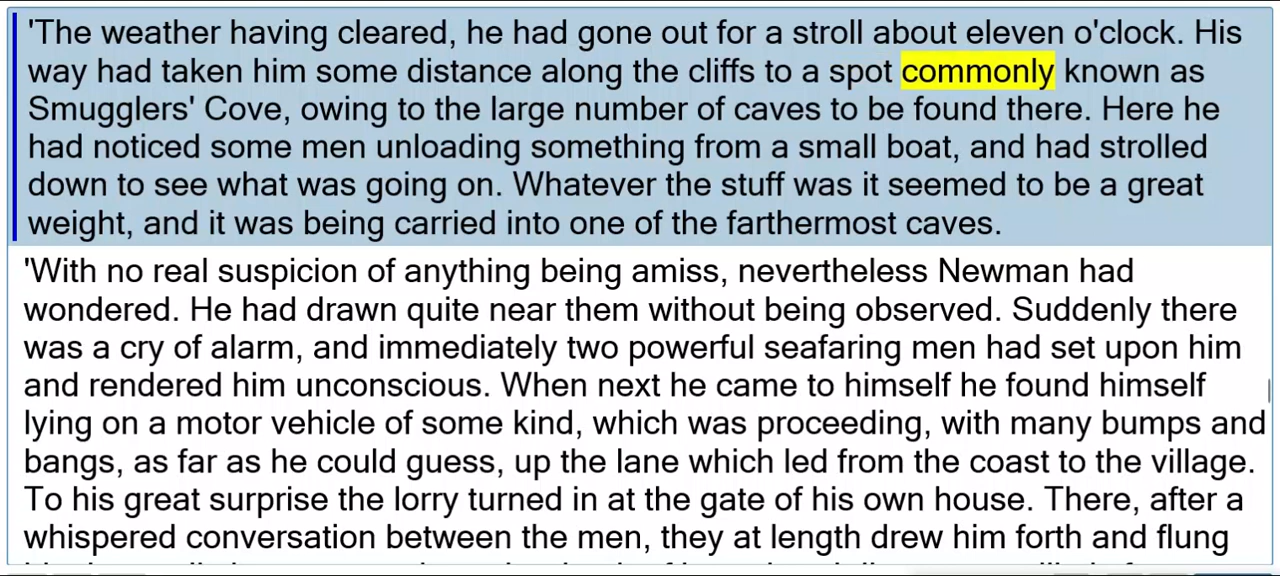 'The weather having cleared, he had gone out for a stroll about eleven o'clock. His
way had taken him some distance along the cliffs to a spot commonly known as
Smugglers' Cove, owing to the large number of caves to be found there. Here he
had noticed some men unloading something from a small boat, and had strolled
down to see what was going on. Whatever the stuff was it seemed to be a great
weight, and it was being carried into one of the farthermost caves.
'With no real suspicion of anything being amiss, nevertheless Newman had
wondered. He had drawn quite near them without being observed. Suddenly there
was a cry of alarm, and immediately two powerful seafaring men had set upon him
and rendered him unconscious. When next he came to himself he found himself
lying on a motor vehicle of some kind, which was proceeding, with many bumps and
bangs, as far as he could guess, up the lane which led from the coast to the village.
To his great surprise the lorry turned in at the gate of his own house. There, after a
whispered conversation between the men, they at length drew him forth and flung